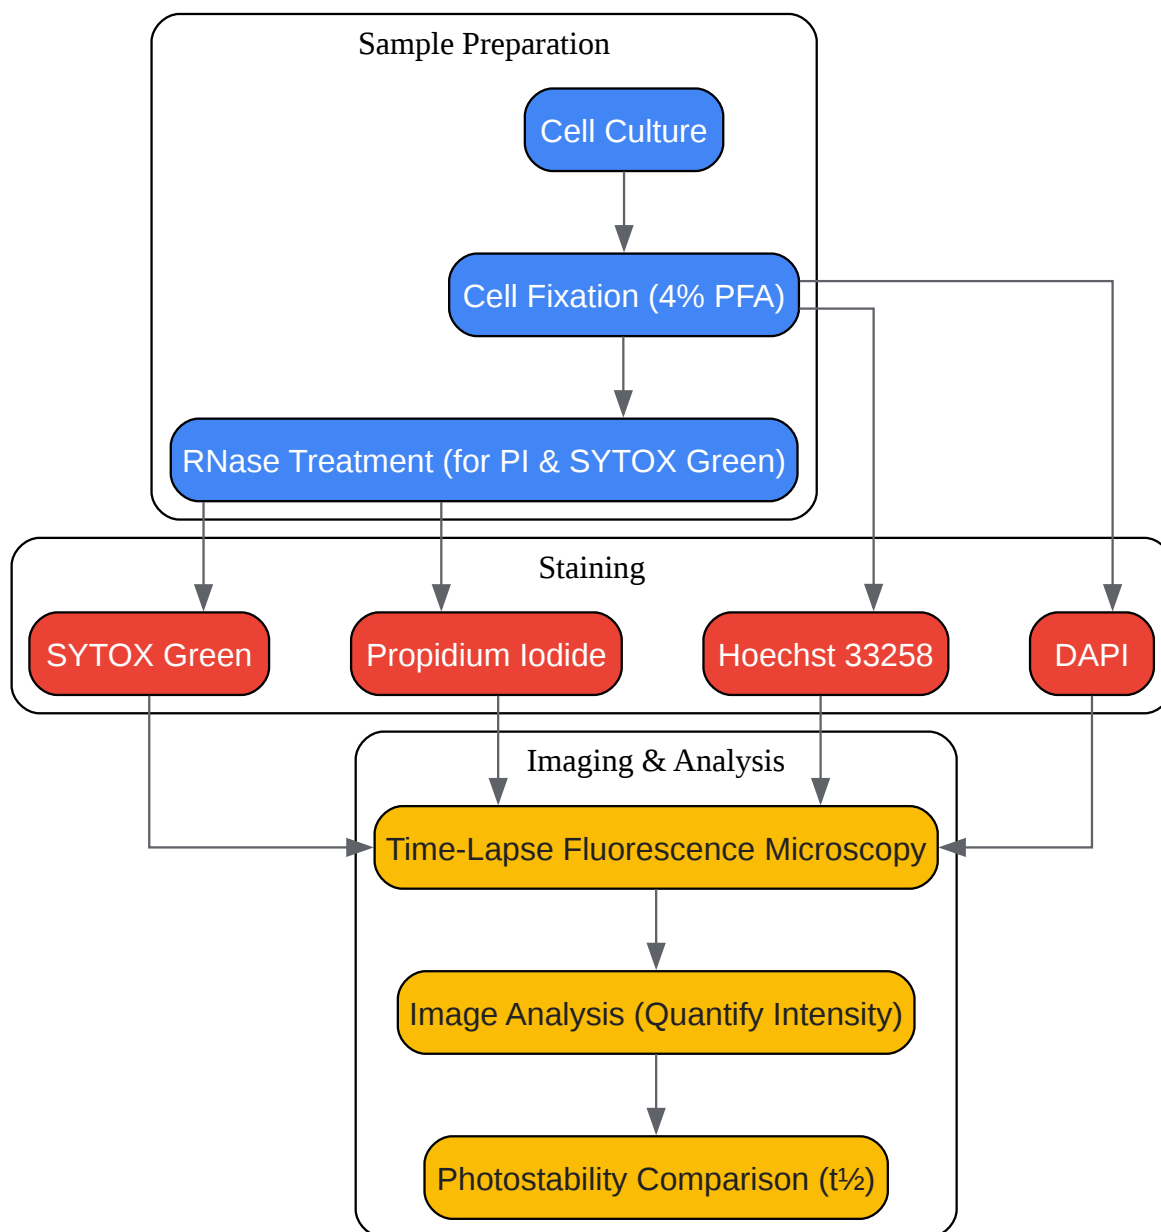 Sample Preparation
Cell Culture
Cell Fixation (4% PFA)
RNase Treatment (for PI & SYTOX Green)
Staining
SYTOX Green
Propidium Iodide
Hoechst 33258
DAPI
Imaging & Analysis
Time-Lapse Fluorescence Microscopy
Image Analysis (Quantify Intensity)
Photostability Comparison (t½)